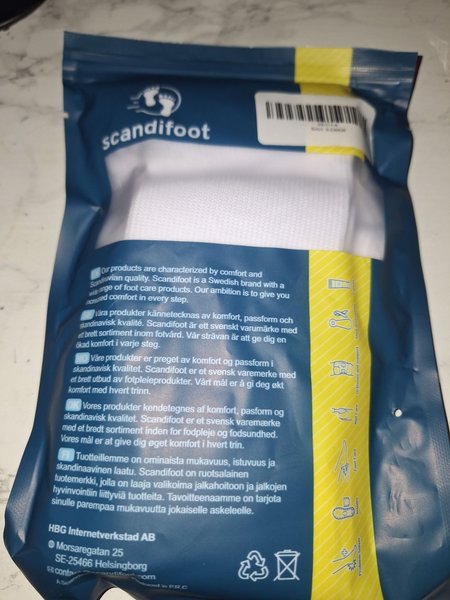 scandifoot
Our products are characterized by comfort and
Scandinavian quality. Scandifoot is a Swedish brand with a
wide range of foot care products. Our ambition is to give you
comfort in every step.
Våra produkter kännetecknas av komfort, passform och
skandinavisk kvalité. Scandifoot är ett svenskt varumärke med
ett brett sortiment inom fotvård. Vår strävan är att ge dig en
ökad komfort i varje steg.
NO Våre produkter er preget av komfort og passform i
skandinavisk kvalitet. Scandifoot er et svensk varemerke med
et bredt utbud av fotpleieprodukter. Vårt mål er å gi deg økt
komfort med hvert trinn.
DK Vores produkter kendetegnes af komfort, pasform og
skandinavisk kvalitet. Scandifoot er et svensk varemærke
med et bredt sortiment inden for fodpleje og fodsundhed.
Vores mål er at give dig øget komfort i hvert trin.
FI Tuotteillemme on ominaista mukavuus, istuvuus ja
skandinaavinen laatu. Scandifoot on ruotsalainen
tuotemerkki, jolla on laaja valikoima jalkahoitoon ja jalkojen
hyvinvointiin liittyviä tuotteita. Tavoitteenaamme on tarjota
sinulle parempaa mukavuutta jokaiselle askeleelle.
HBG Internetverkstad AB
Morsaregatan 25
SE-25466 Helsingborg